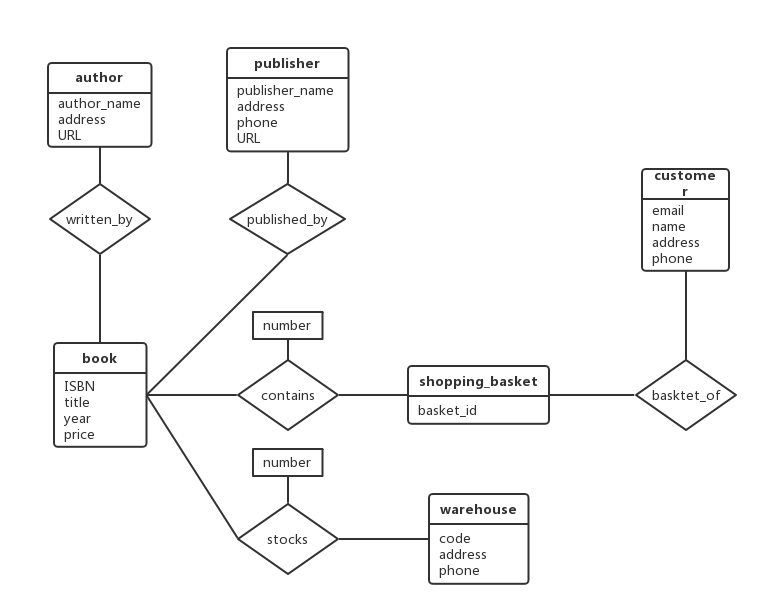 author
author_name
address
URL
publisher
publisher_name
address
phone
URL
custome
r
email
name
address
phone
written_by
published_by
number
book
ISBN
title
year
price
contains
shopping_basket
basket_id
basktet_of
number
stocks
warehouse
code
address
phone